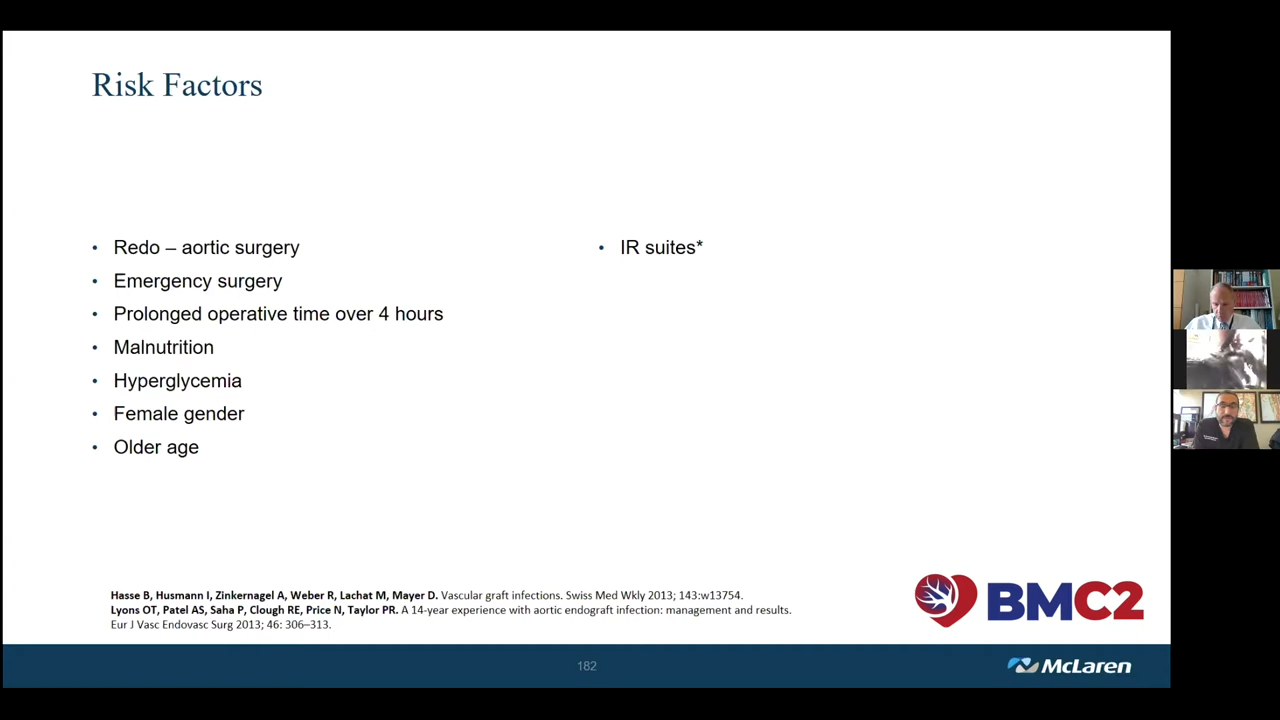 Risk Factors
• Redo – aortic surgery
• Emergency surgery
• Prolonged operative time over 4 hours
• Malnutrition
• Hyperglycemia
• Female gender
• Older age
• IR suites*
Hasse B, Husmann I, Zinkernagel A, Weber R, Lachat M, Mayer D. Vascular graft infections. Swiss Med Wkly 2013; 143:w13754.
Lyons OT, Patel AS, Saha P, Clough RE, Price N, Taylor PR. A 14-year experience with aortic endograft infection: management and results.
Eur J Vasc Endovasc Surg 2013; 46: 306–313.
BMC2
182
McLaren